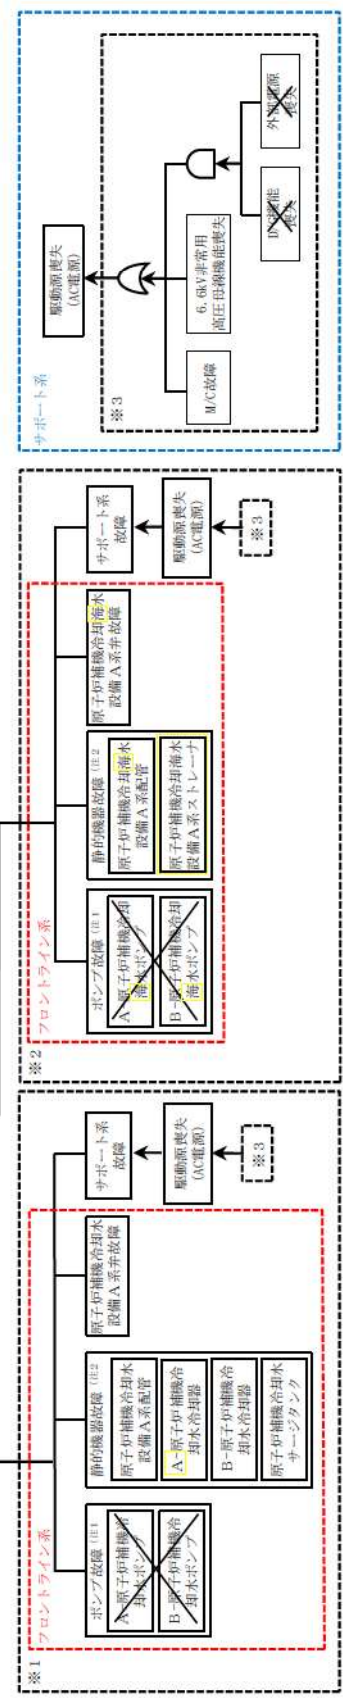 ※1
フロントライン系
ポンプ故障（注1
A-原子炉補機冷
却水ポンプ
B-原子炉補機冷
却水ポンプ
静的機器故障（注2
原子炉補機冷却水
設備A系配管
A-原子炉補機冷
却水冷却器
B-原子炉補機冷
却水冷却器
原子炉補機冷却水
サージタンク
原子炉補機冷却水
設備A系弁故障
サポート系
故障
駆動源喪失
(AC電源)
※3
※2
フロントライン系
ポンプ故障（注1
A-原子炉補機冷却
海水ポンプ
B-原子炉補機冷却
海水ポンプ
静的機器故障（注2
原子炉補機冷却海水
設備A系配管
原子炉補機冷却海水
設備A系ストレーナ
原子炉補機冷却海水
設備A系弁故障
サポート系
故障
駆動源喪失
(AC電源)
※3
サポート系
駆動源喪失
(AC電源)
※3
M/C故障
6.6kV非常用
高圧母線機能喪失
D/G機能
喪失
外部電源
喪失